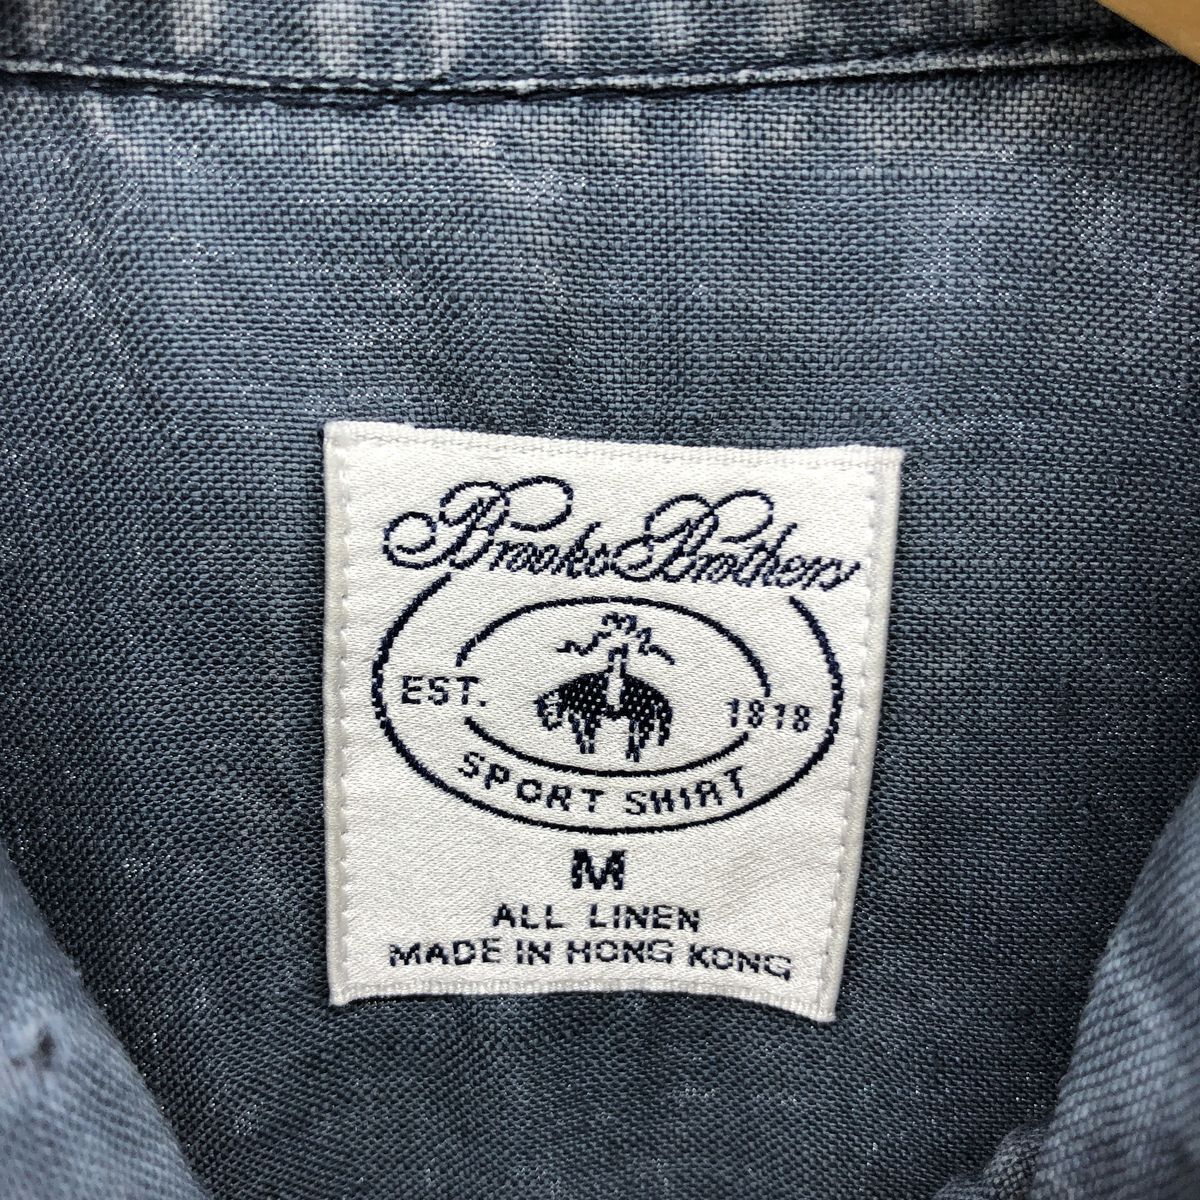 Brooks Brothers
EST. 1818
SPORT SHIRT
M
ALL LINEN
MADE IN HONG KONG